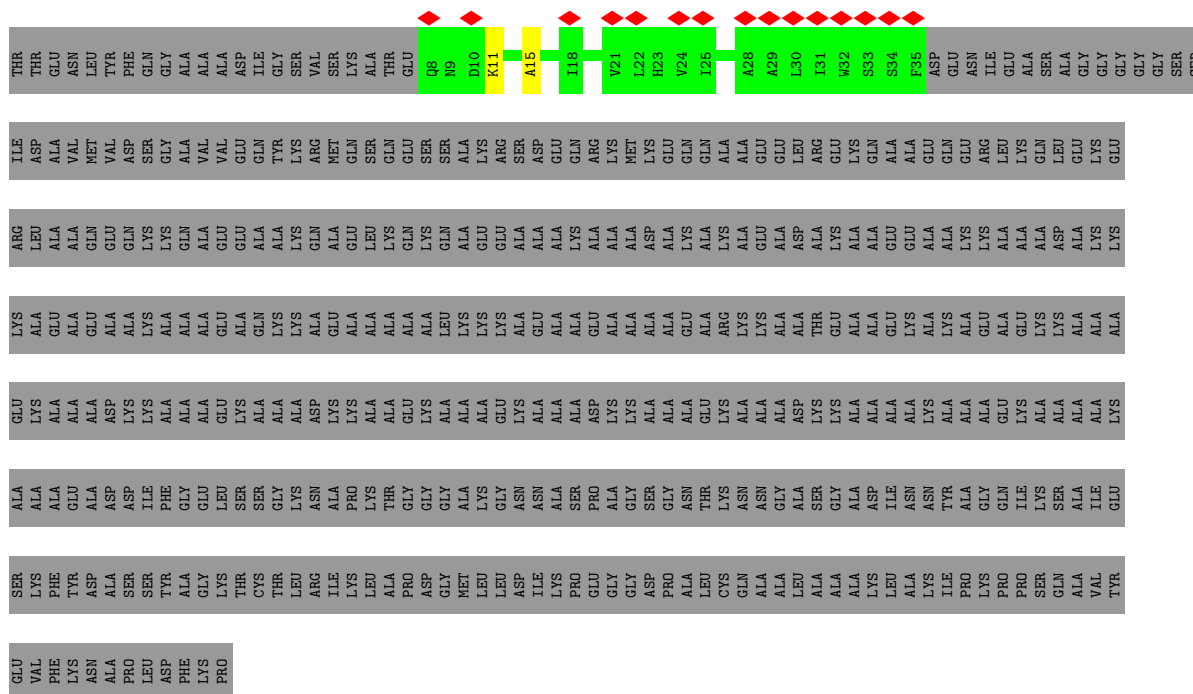 THR THR GLU ASN LEU TYR PHE GLN GLY ALA ALA ALA ASP ILE GLY SER VAL SER LYS ALA THR GLU Q8 N9 D10 K11 A15 I18 V21 L22 H23 V24 I25 A28 A29 L30 I31 W32 S33 S34 F35 ASP GLU ASN ILE GLU ALA SER ALA GLY GLY GLY GLY GLY SER SER
ILE ASP ALA VAL MET VAL ASP SER GLY ALA VAL VAL GLU GLN TYR LYS ARG MET GLN SER GLN GLU SER SER ALA LYS ARG SER ASP GLU GLN ARG LYS MET LYS GLU GLN GLN ALA ALA GLU GLU LEU ARG GLU LYS GLN ALA ALA GLU GLN GLU ARG LEU LYS GLN LEU GLU LYS GLU
ARG LEU ALA ALA GLN GLU GLN LYS LYS GLN ALA GLU GLU ALA ALA LYS GLN ALA GLU LEU LYS GLN LYS GLN ALA GLU GLU ALA ALA ALA LYS ALA ALA ALA ASP ALA LYS ALA LYS ALA GLU ALA ASP ALA LYS ALA ALA GLU GLU ALA ALA LYS LYS ALA ALA ALA ASP ALA LYS LYS
LYS ALA GLU ALA GLU ALA ALA LYS ALA ALA ALA GLU ALA GLN LYS LYS ALA GLU ALA ALA ALA ALA ALA LEU LYS LYS LYS ALA GLU ALA ALA GLU ALA ALA ALA ALA GLU ALA ARG LYS LYS ALA ALA THR GLU ALA ALA GLU LYS ALA LYS ALA GLU ALA GLU LYS LYS ALA ALA ALA
GLU LYS ALA ALA ALA ASP LYS LYS ALA ALA ALA GLU LYS ALA ALA ALA ASP LYS LYS ALA ALA GLU LYS ALA ALA ALA GLU LYS ALA ALA ALA ASP LYS LYS ALA ALA ALA GLU LYS ALA ALA ALA ASP LYS LYS ALA ALA ALA ALA LYS ALA ALA ALA GLU LYS ALA ALA ALA ALA LYS
ALA ALA ALA GLU ALA ASP ASP ILE PHE GLY GLU LEU SER SER GLY LYS ASN ALA PRO LYS THR GLY GLY GLY ALA LYS GLY ASN ASN ALA SER PRO ALA GLY SER GLY ASN THR LYS ASN ASN GLY ALA SER GLY ALA ASP ILE ASN ASN TYR ALA GLY GLN ILE LYS SER ALA ILE GLU
SER LYS PHE TYR ASP ALA SER SER TYR ALA GLY LYS THR CYS THR LEU ARG ILE LYS LEU ALA PRO ASP GLY MET LEU LEU ASP ILE LYS PRO GLU GLY GLY ASP PRO ALA LEU CYS GLN ALA ALA LEU ALA ALA ALA LYS LEU ALA LYS ILE PRO LYS PRO PRO SER GLN ALA VAL TYR
GLU VAL PHE LYS ASN ALA PRO LEU ASP PHE LYS PRO